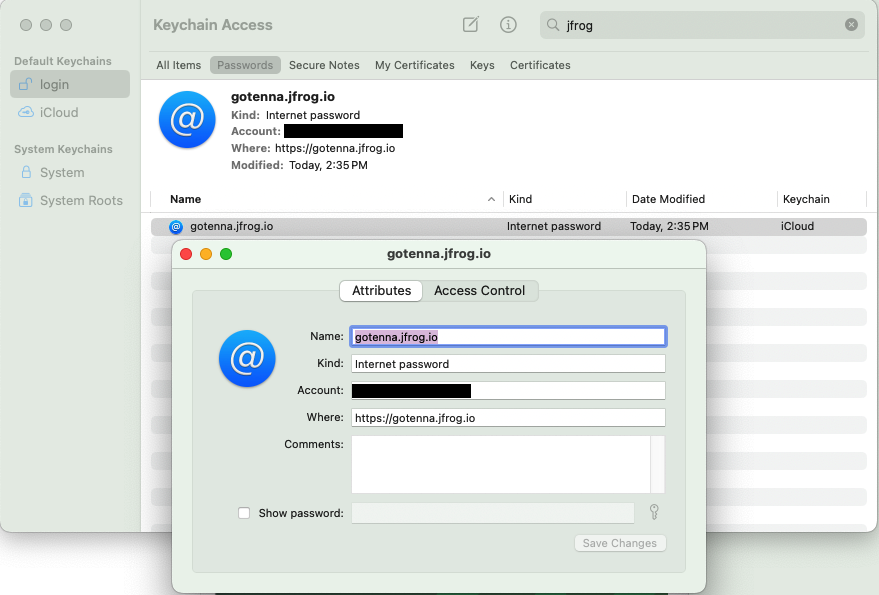 Keychain Access
jfrog
Default Keychains
login
iCloud
System Keychains
System
System Roots
All Items Passwords Secure Notes My Certificates Keys Certificates
gotenna.jfrog.io
Kind: Internet password
Account:
Where: https://gotenna.jfrog.io
Modified: Today, 2:35 PM
Name Kind Date Modified Keychain
gotenna.jfrog.io Internet password Today, 2:35 PM iCloud
gotenna.jfrog.io
Attributes Access Control
Name: gotenna.jfrog.io
Kind: Internet password
Account:
Where: https://gotenna.jfrog.io
Comments:
Show password:
Save Changes